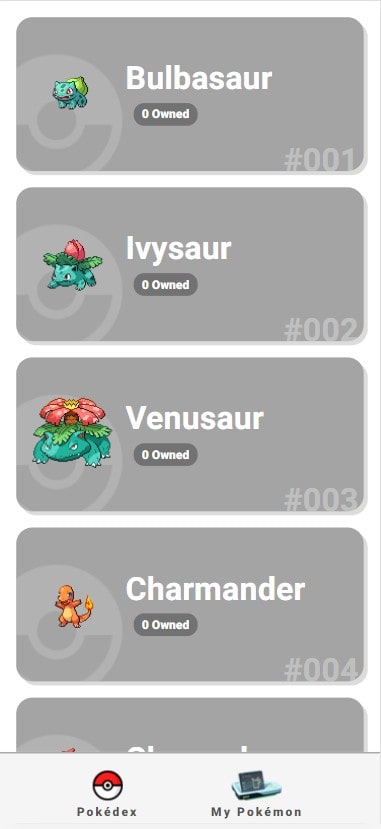 Bulbasaur
0 Owned
#001
Ivysaur
0 Owned
#002
Venusaur
0 Owned
#003
Charmander
0 Owned
#004
Pokédex
My Pokémon